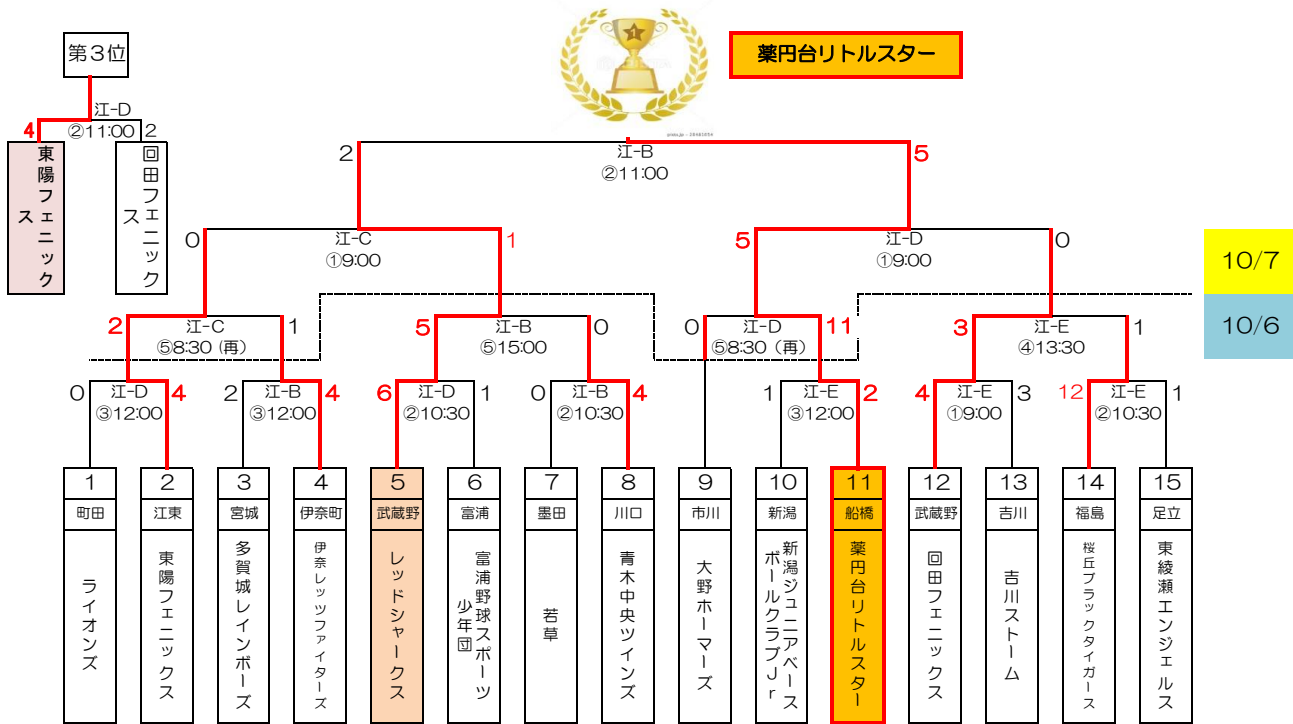 1
薬円台リトルスター
第3位
江-D
②11:00
4
2
東陽フェニックス
回田フェニックス
2
江-B
②11:00
5
0
江-C
①9:00
1
5
江-D
①9:00
0
10/7
10/6
2
江-C
⑤8:30 (再)
1
5
江-B
⑤15:00
0
0
江-D
⑤8:30 (再)
11
3
江-E
④13:30
1
0
江-D
③12:00
4
2
江-B
③12:00
4
6
江-D
②10:30
1
0
江-B
②10:30
4
1
江-E
③12:00
2
4
江-E
①9:00
3
12
江-E
②10:30
1
1
町田
ライオンズ
2
江東
東陽フェニックス
3
宮城
多賀城レインボーズ
4
伊奈町
伊奈レッツファイターズ
5
武蔵野
レッドシャークス
6
富浦
富浦野球スポーツ
少年団
7
墨田
若草
8
川口
青木中央ツインズ
9
市川
大野ホーマーズ
10
新潟
新潟ジュニアベース
ボールクラブJr
11
船橋
薬円台リトルスター
12
武蔵野
回田フェニックス
13
吉川
吉川ストーム
14
福島
桜丘ブラックタイガース
15
足立
東綾瀬エンジェルス